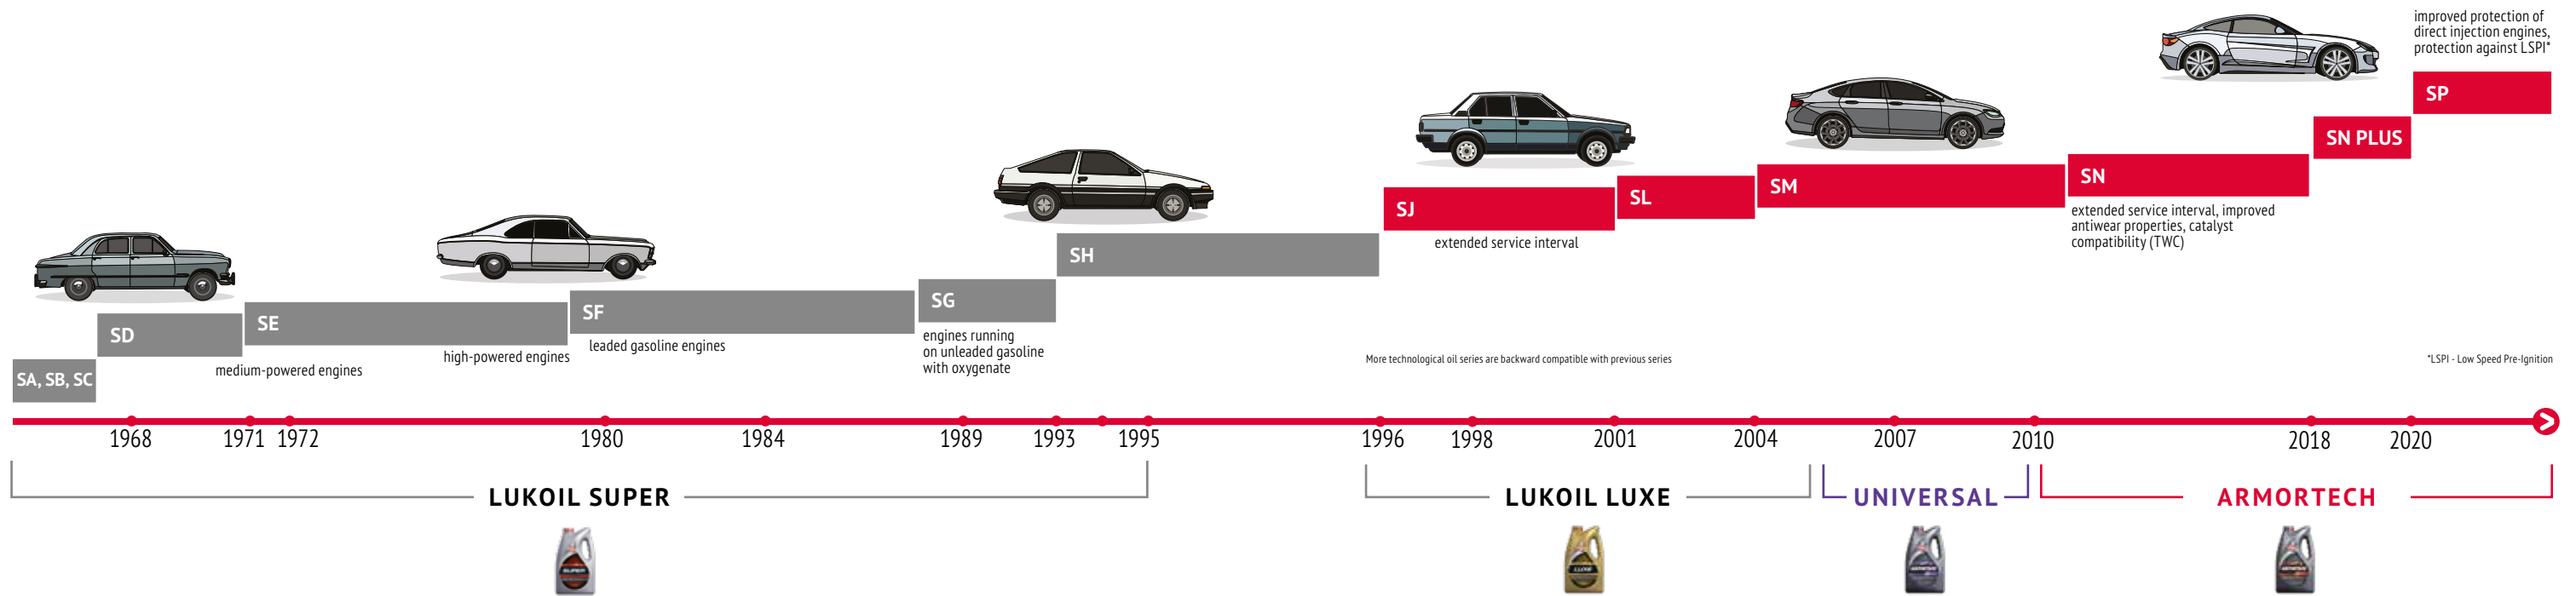 improved protection of
direct injection engines,
protection against LSPI*
SP
SN PLUS
SN
extended service interval, improved
antiwear properties, catalyst
compatibility (TWC)
SM
SL
SJ
extended service interval
SH
SG
engines running
on unleaded gasoline
with oxygenate
SF
leaded gasoline engines
SE
high-powered engines
medium-powered engines
SD
SA, SB, SC
More technological oil series are backward compatible with previous series
*LSPI - Low Speed Pre-Ignition
1968 1971 1972 1980 1984 1989 1993 1995 1996 1998 2001 2004 2007 2010 2018 2020
LUKOIL SUPER LUKOIL LUXE UNIVERSAL ARMORTECH
SUPER LUXE